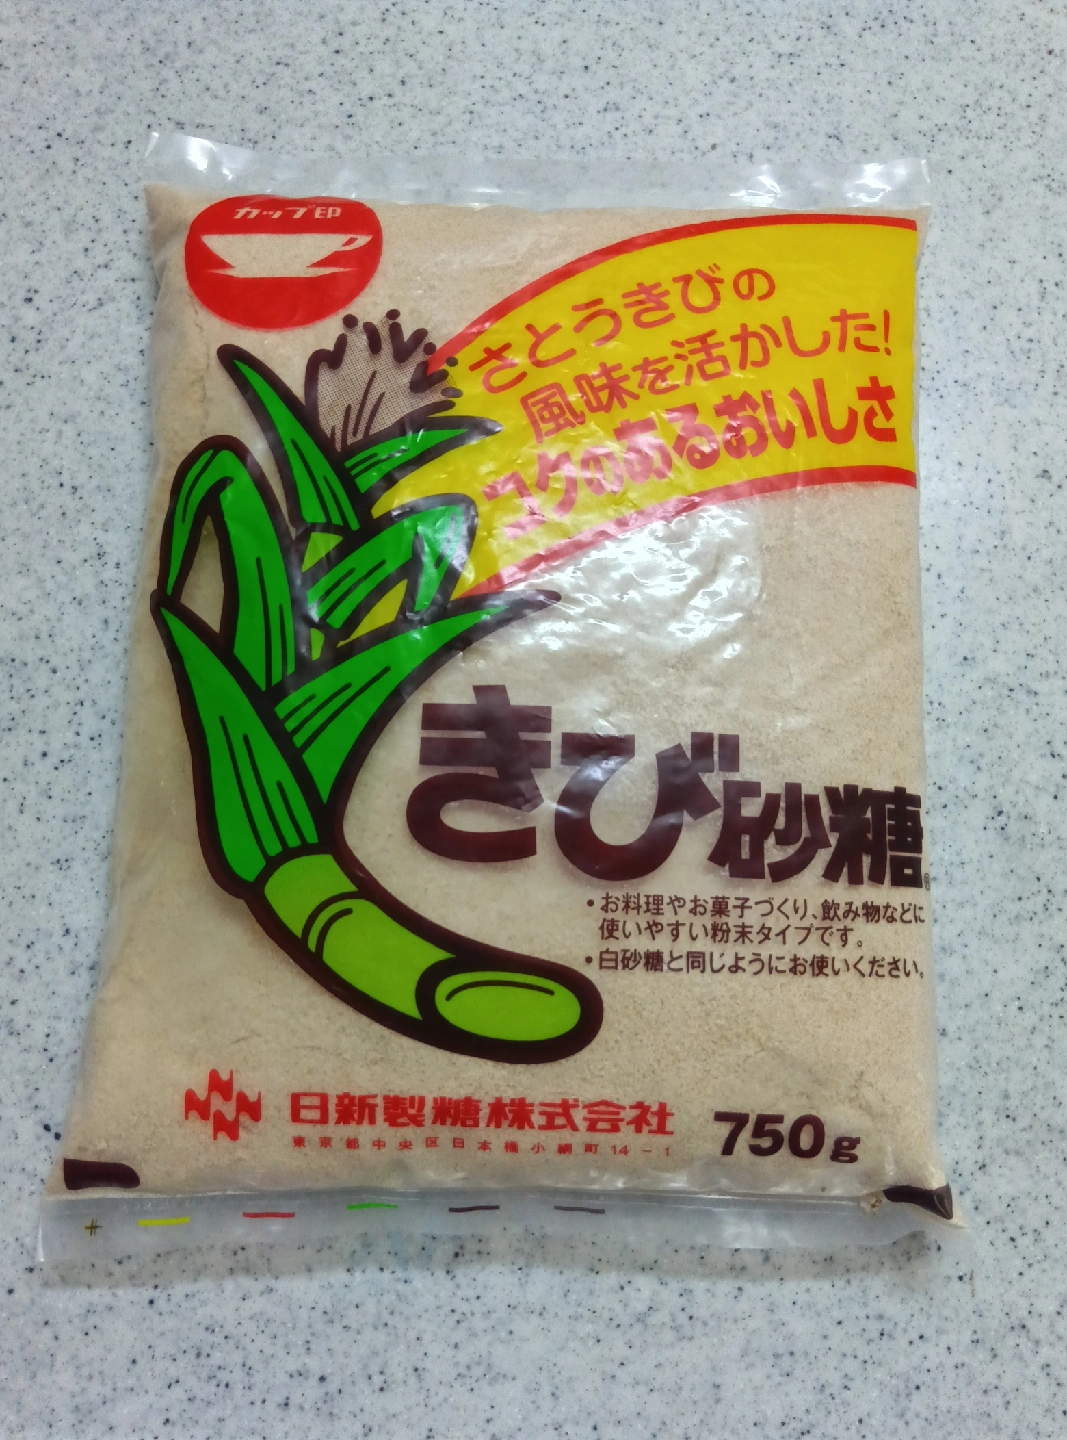 カップ印
さとうきびの
風味を活かした!
コクのあるおいしさ
きび砂糖®
・お料理やお菓子づくり、飲み物などに
使いやすい粉末タイプです。
・白砂糖と同じようにお使いください。
日新製糖株式会社
東京都中央区日本橋小網町14-1
750g